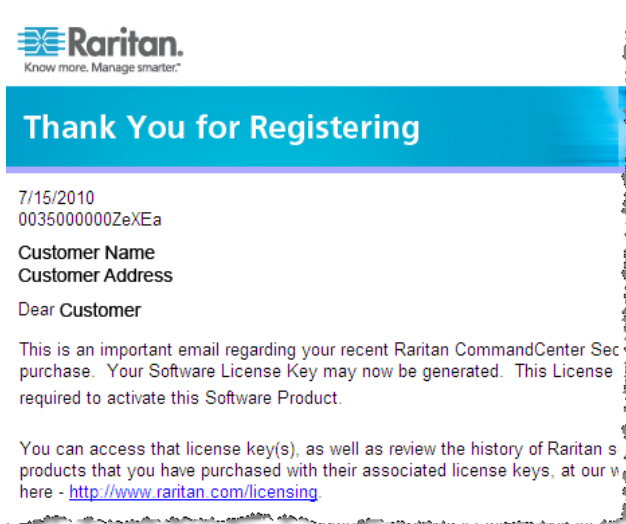 Raritan.
Know more. Manage smarter.™
Thank You for Registering
7/15/2010
0035000000ZeXEa
Customer Name
Customer Address
Dear Customer
This is an important email regarding your recent Raritan CommandCenter Sec
purchase. Your Software License Key may now be generated. This License
required to activate this Software Product.
You can access that license key(s), as well as review the history of Raritan s
products that you have purchased with their associated license keys, at our w
here - http://www.raritan.com/licensing.